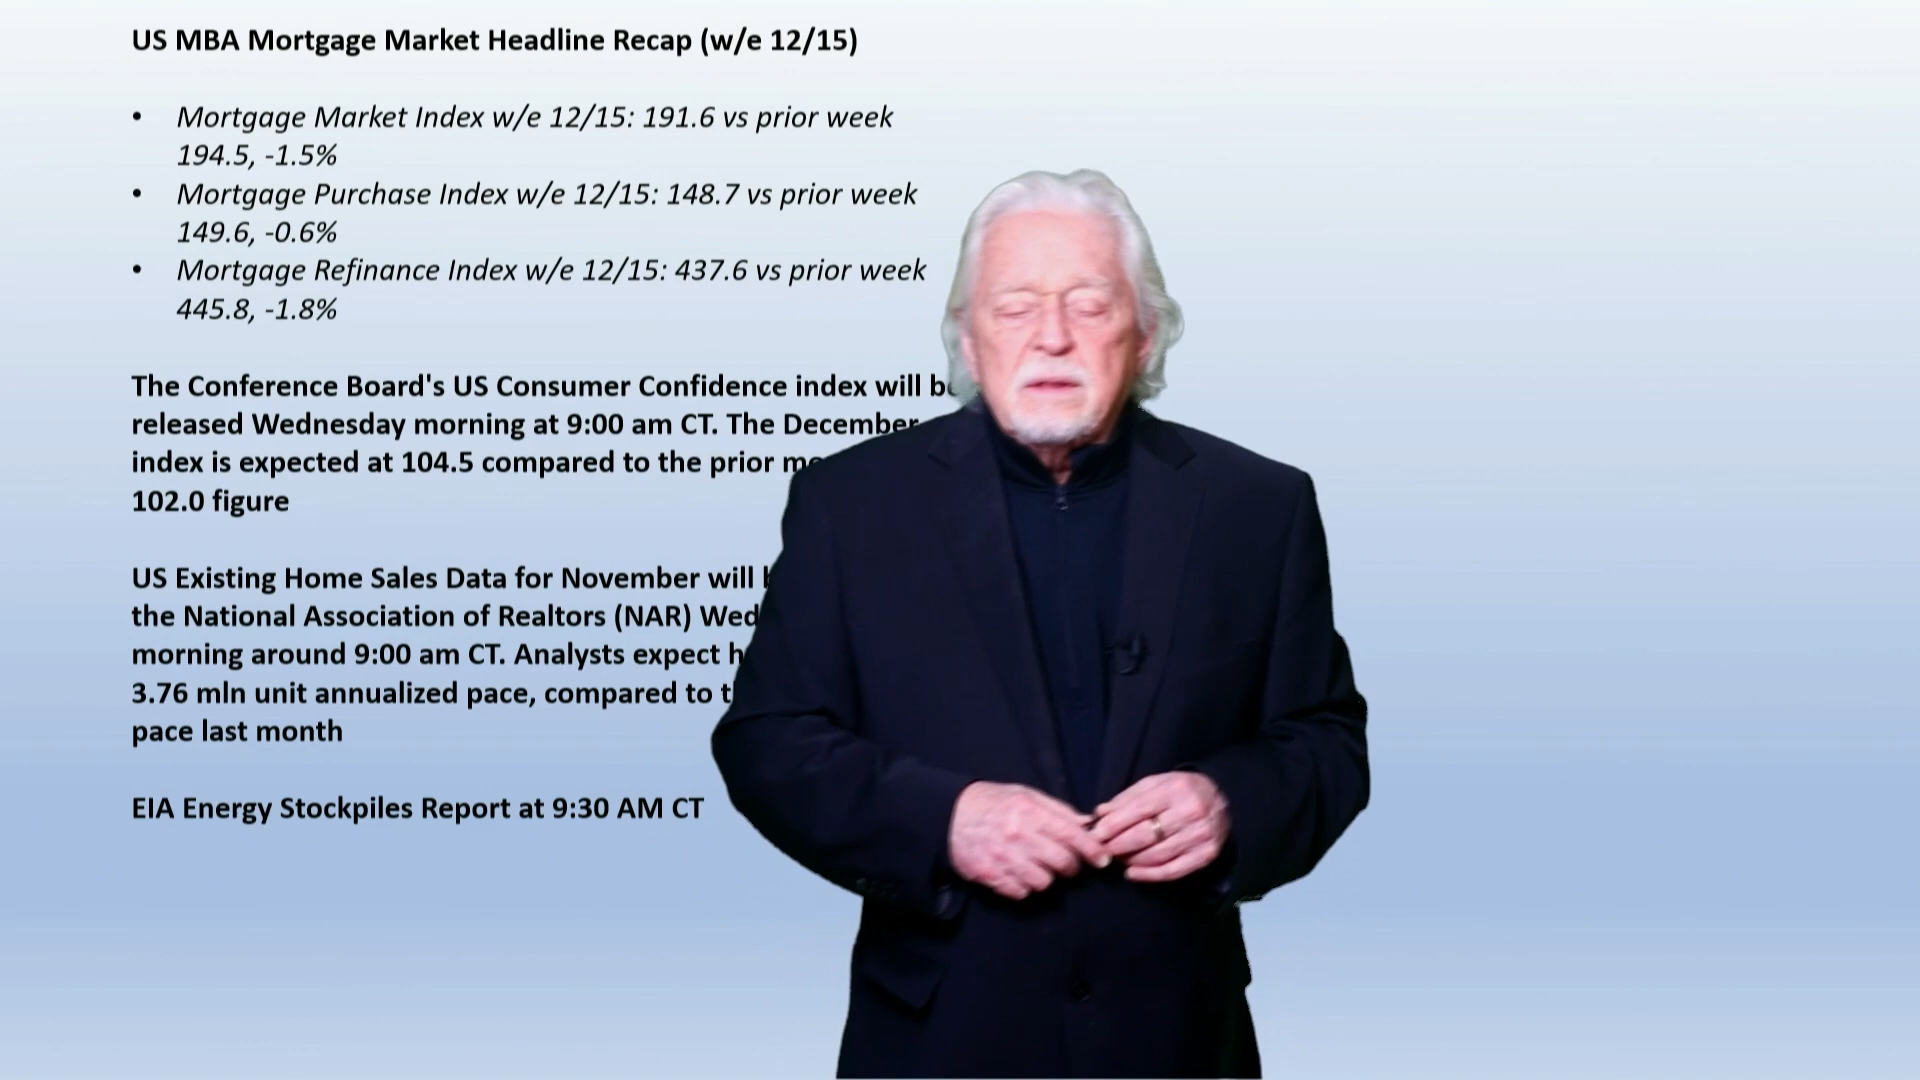 US MBA Mortgage Market Headline Recap (w/e 12/15)
• Mortgage Market Index w/e 12/15: 191.6 vs prior week
194.5, -1.5%
• Mortgage Purchase Index w/e 12/15: 148.7 vs prior week
149.6, -0.6%
• Mortgage Refinance Index w/e 12/15: 437.6 vs prior week
445.8, -1.8%
The Conference Board's US Consumer Confidence index will be
released Wednesday morning at 9:00 am CT. The December
index is expected at 104.5 compared to the prior
102.0 figure
US Existing Home Sales Data for November will
the National Association of Realtors (NAR)
morning around 9:00 am CT. Analysts expect
3.76 mln unit annualized pace, compared to
pace last month
EIA Energy Stockpiles Report at 9:30 AM CT